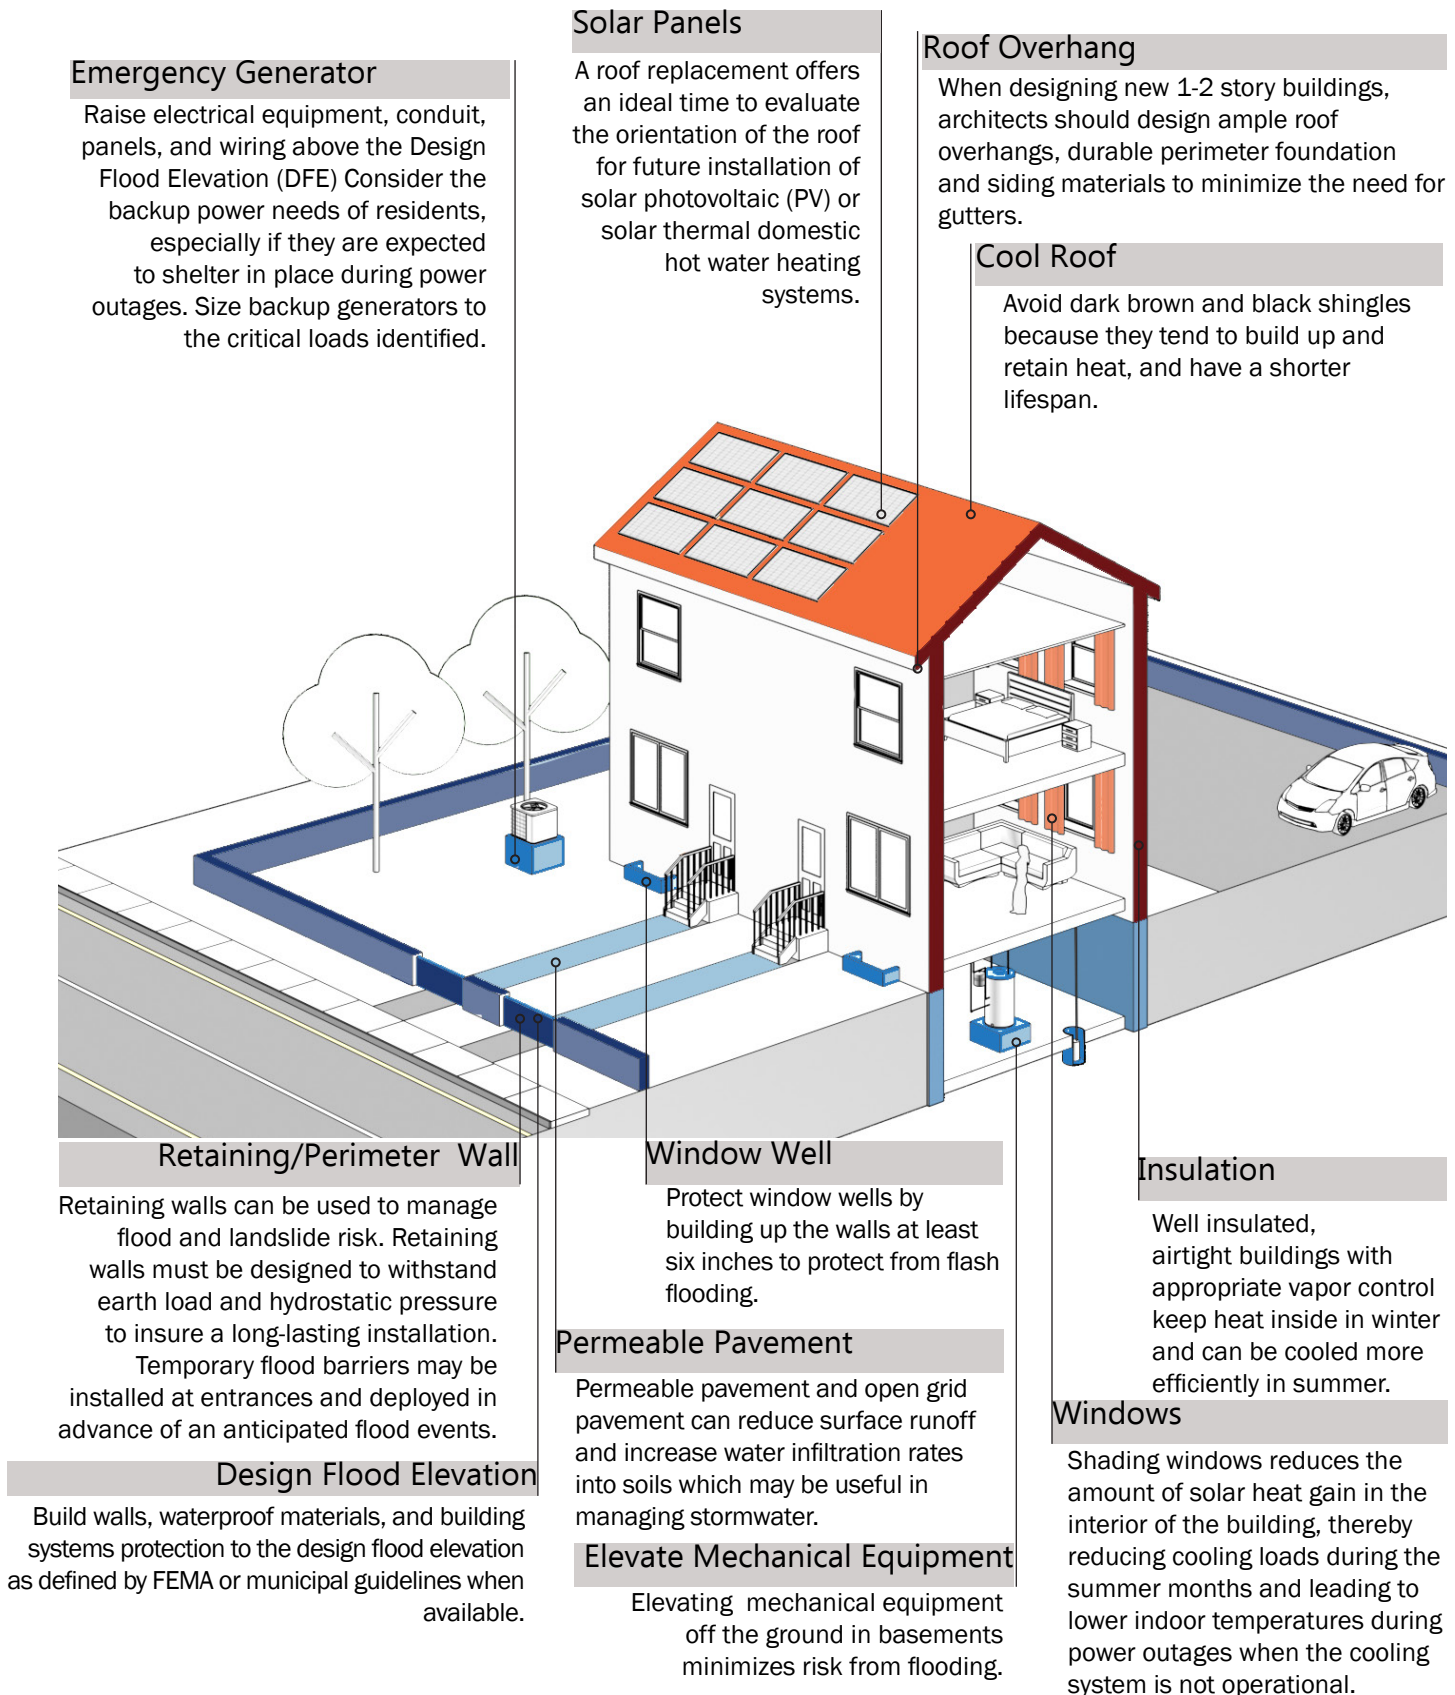 Solar Panels
A roof replacement offers
an ideal time to evaluate
the orientation of the roof
for future installation of
solar photovoltaic (PV) or
solar thermal domestic
hot water heating
systems.
Roof Overhang
When designing new 1-2 story buildings,
architects should design ample roof
overhangs, durable perimeter foundation
and siding materials to minimize the need for
gutters.
Emergency Generator
Raise electrical equipment, conduit,
panels, and wiring above the Design
Flood Elevation (DFE) Consider the
backup power needs of residents,
especially if they are expected
to shelter in place during power
outages. Size backup generators to
the critical loads identified.
Cool Roof
Avoid dark brown and black shingles
because they tend to build up and
retain heat, and have a shorter
lifespan.
Retaining/Perimeter  Wall
Retaining walls can be used to manage
flood and landslide risk. Retaining
walls must be designed to withstand
earth load and hydrostatic pressure
to insure a long-lasting installation.
Temporary flood barriers may be
installed at entrances and deployed in
advance of an anticipated flood events.
Design Flood Elevation
Build walls, waterproof materials, and building
systems protection to the design flood elevation
as defined by FEMA or municipal guidelines when
available.
Window Well
Protect window wells by
building up the walls at least
six inches to protect from flash
flooding.
Permeable Pavement
Permeable pavement and open grid
pavement can reduce surface runoff
and increase water infiltration rates
into soils which may be useful in
managing stormwater.
Elevate Mechanical Equipment
Elevating  mechanical equipment
off the ground in basements
minimizes risk from flooding.
Insulation
Well insulated,
airtight buildings with
appropriate vapor control
keep heat inside in winter
and can be cooled more
efficiently in summer.
Windows
Shading windows reduces the
amount of solar heat gain in the
interior of the building, thereby
reducing cooling loads during the
summer months and leading to
lower indoor temperatures during
power outages when the cooling
system is not operational.